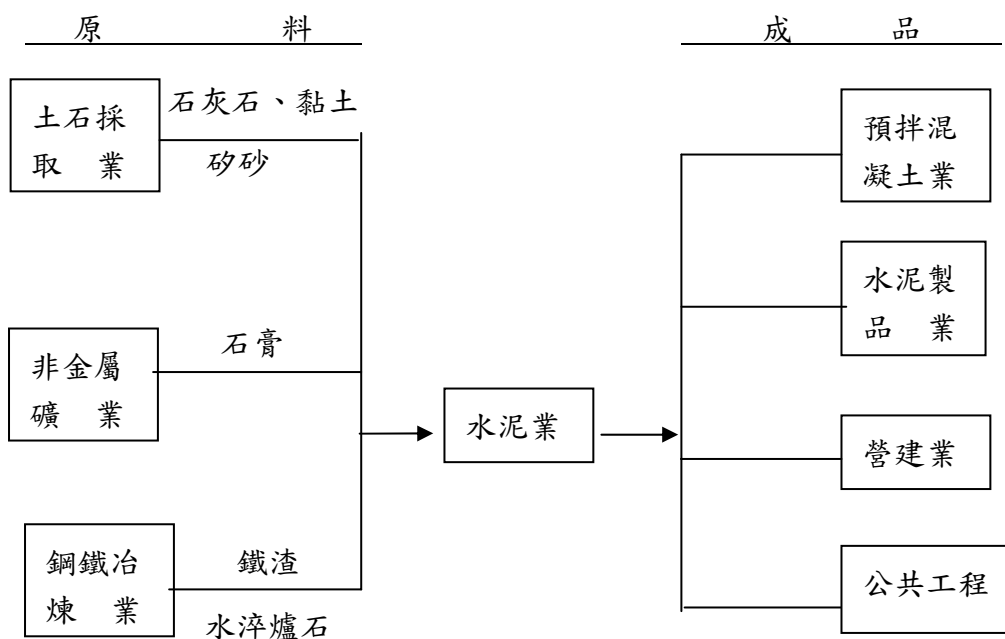 原 料
成 品
土石採
取 業
石灰石、黏土
矽砂
非金屬
礦 業
石膏
鋼鐵冶
煉 業
鐵渣
水淬爐石
水泥業
預拌混
凝土業
水泥製
品 業
營建業
公共工程